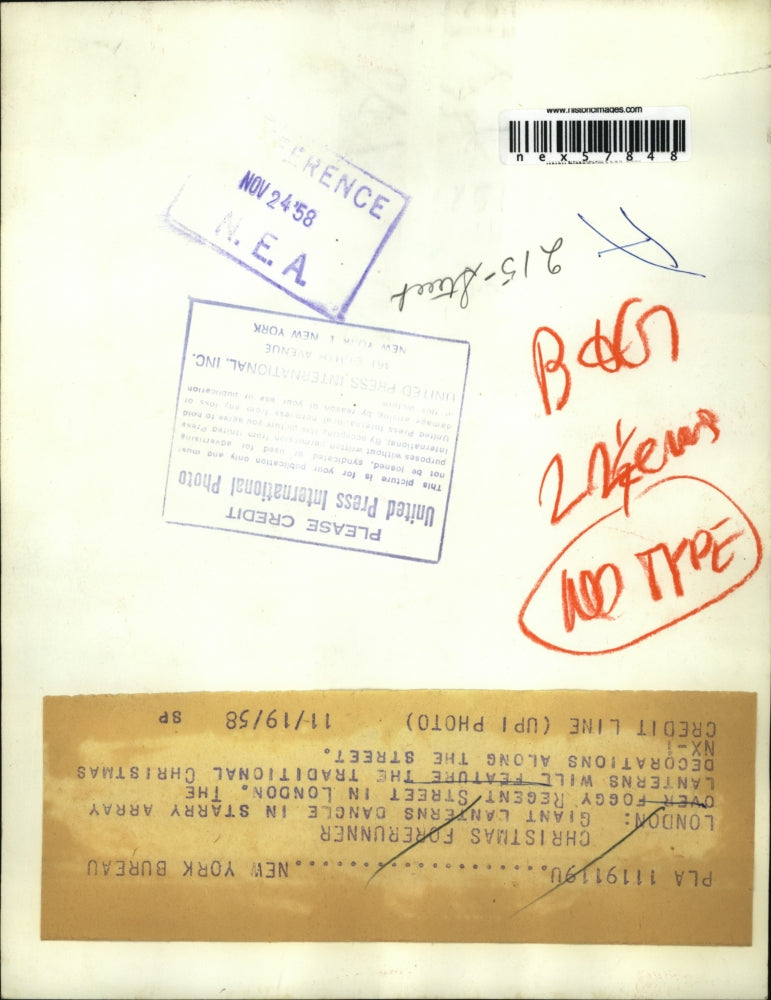 www.historicimages.com
nex57848
REFERENCE
NOV 24 '58
N. E. A.
215-Street
PLEASE CREDIT
United Press International Photo
This picture is for your publication only and must
not be loaned, syndicated or used for advertising
purposes without written permission from United Press
International. By accepting this picture you agree to hold
United Press International harmless from any loss or
damage arising by reason of your use or publication
of this picture.
UNITED PRESS INTERNATIONAL, INC.
461 EIGHTH AVENUE
NEW YORK 1, NEW YORK
NO TYPE
PLA 1119119U....................NEW YORK BUREAU
CHRISTMAS FORERUNNER
LONDON: GIANT LANTERNS DANGLE IN STARRY ARRAY
OVER FOGGY REGENT STREET IN LONDON. THE
LANTERNS WILL FEATURE THE TRADITIONAL CHRISTMAS
DECORATIONS ALONG THE STREET.
NX-1
CREDIT LINE (UPI PHOTO) 11/19/58 SP